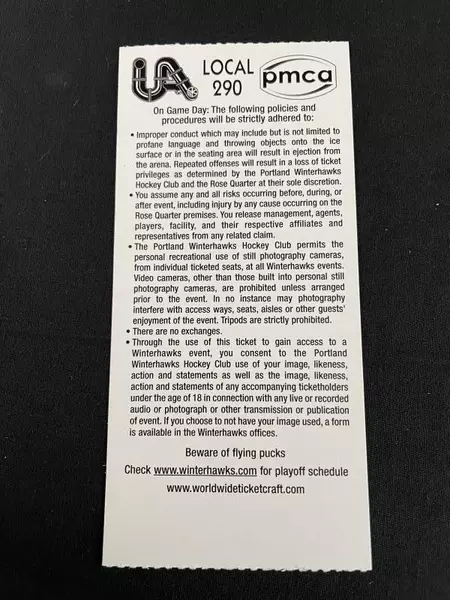 UA
LOCAL
290
pmca
On Game Day: The following policies and
procedures will be strictly adhered to:
• Improper conduct which may include but is not limited to
profane language and throwing objects onto the ice
surface or in the seating area will result in ejection from
the arena. Repeated offenses will result in a loss of ticket
privileges as determined by the Portland Winterhawks
Hockey Club and the Rose Quarter at their sole discretion.
• You assume any and all risks occurring before, during, or
after event, including injury by any cause occurring on the
Rose Quarter premises. You release management, agents,
players, facility, and their respective affiliates and
representatives from any related claim.
• The Portland Winterhawks Hockey Club permits the
personal recreational use of still photography cameras,
from individual ticketed seats, at all Winterhawks events.
Video cameras, other than those built into personal still
photography cameras, are prohibited unless arranged
prior to the event. In no instance may photography
interfere with access ways, seats, aisles or other guests'
enjoyment of the event. Tripods are strictly prohibited.
• There are no exchanges.
• Through the use of this ticket to gain access to a
Winterhawks event, you consent to the Portland
Winterhawks Hockey Club use of your image, likeness,
action and statements as well as the image, likeness,
action and statements of any accompanying ticketholders
under the age of 18 in connection with any live or recorded
audio or photograph or other transmission or publication
of event. If you choose to not have your image used, a form
is available in the Winterhawks offices.
Beware of flying pucks
Check www.winterhawks.com for playoff schedule
www.worldwideticketcraft.com